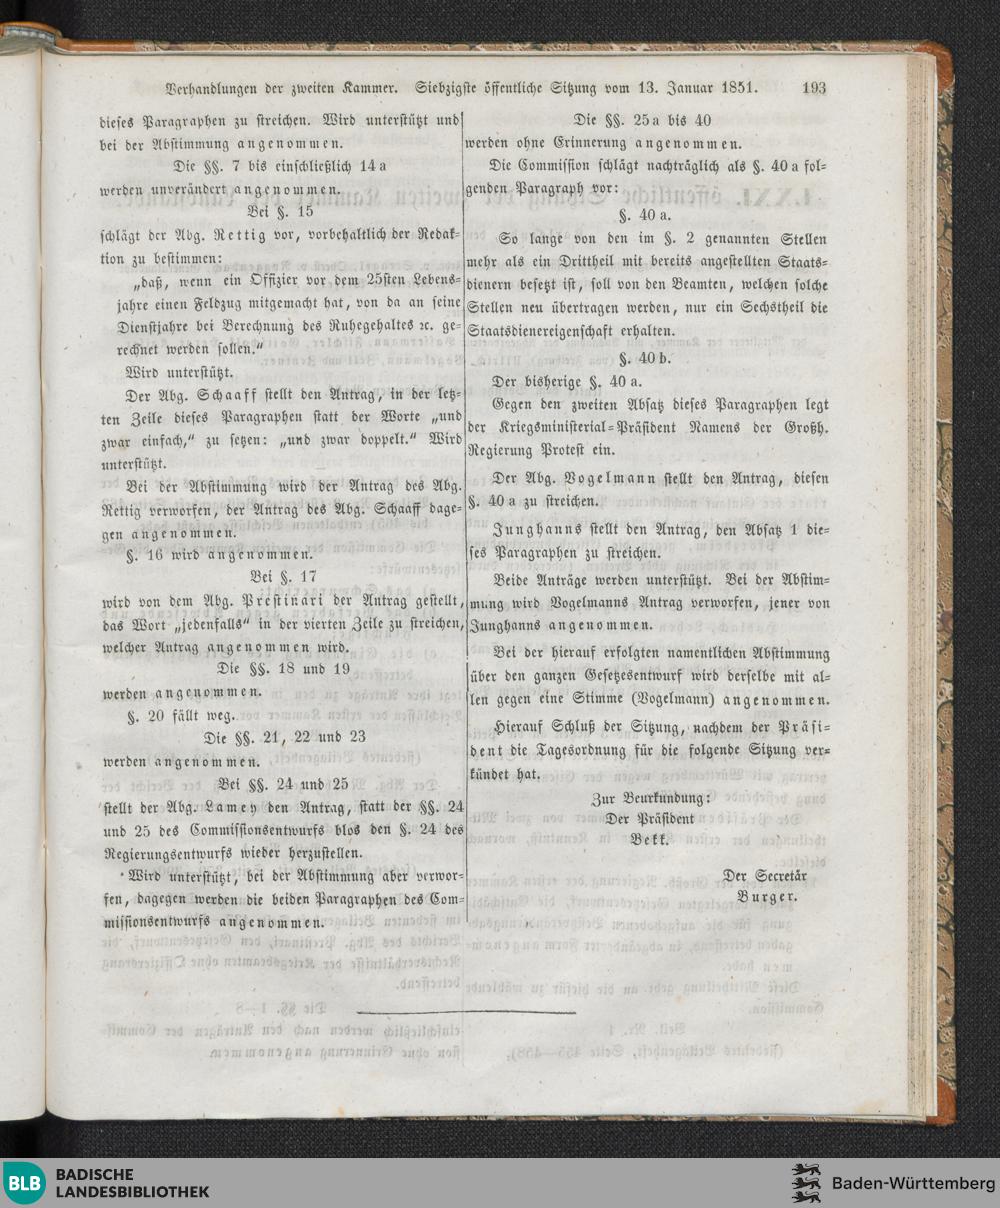 Verhandlungen der zweiten Kammer. Siebzigste öffentliche Sitzung vom 13. Januar 1851. 193
dieses Paragraphen zu streichen. Wird unterstützt und
bei der Abstimmung angenommen.
Die §§. 7 bis einschließlich 14 a
werden unverändert angenommen.
Bei §. 15
schlägt der Abg. Rettig vor, vorbehaltlich der Redak-
tion zu bestimmen:
„daß, wenn ein Offizier vor dem 25sten Lebens-
jahre einen Feldzug mitgemacht hat, von da an seine
Dienstjahre bei Berechnung des Ruhegehaltes ꝛc. ge-
rechnet werden sollen.“
Wird unterstützt.
Der Abg. Schaaff stellt den Antrag, in der letz-
ten Zeile dieses Paragraphen statt der Worte „und
zwar einfach,“ zu setzen: „und zwar doppelt.“ Wird
unterstützt.
Bei der Abstimmung wird der Antrag des Abg.
Rettig verworfen, der Antrag des Abg. Schaaff dage-
gen angenommen.
§. 16 wird angenommen.
Bei §. 17
wird von dem Abg. Prestinari der Antrag gestellt,
das Wort „jedenfalls“ in der vierten Zeile zu streichen,
welcher Antrag angenommen wird.
Die §§. 18 und 19
werden angenommen.
§. 20 fällt weg.
Die §§. 21, 22 und 23
werden angenommen.
Bei §§. 24 und 25
stellt der Abg. Lamey den Antrag, statt der §§. 24
und 25 des Commissionsentwurfs blos den §. 24 des
Regierungsentwurfs wieder herzustellen.
Wird unterstützt, bei der Abstimmung aber verwor-
fen, dagegen werden die beiden Paragraphen des Com-
missionsentwurfs angenommen.
Die §§. 25 a bis 40
werden ohne Erinnerung angenommen.
Die Commission schlägt nachträglich als §. 40 a fol-
genden Paragraph vor:
§. 40 a.
So lange von den im §. 2 genannten Stellen
mehr als ein Drittheil mit bereits angestellten Staats-
dienern besetzt ist, soll von den Beamten, welchen solche
Stellen neu übertragen werden, nur ein Sechstheil die
Staatsdienereigenschaft erhalten.
§. 40 b.
Der bisherige §. 40 a.
Gegen den zweiten Absatz dieses Paragraphen legt
der Kriegsministerial-Präsident Namens der Großh.
Regierung Protest ein.
Der Abg. Vogelmann stellt den Antrag, diesen
§. 40 a zu streichen.
Junghanns stellt den Antrag, den Absatz 1 die-
ses Paragraphen zu streichen.
Beide Anträge werden unterstützt. Bei der Abstim-
mung wird Vogelmanns Antrag verworfen, jener von
Junghanns angenommen.
Bei der hierauf erfolgten namentlichen Abstimmung
über den ganzen Gesetzesentwurf wird derselbe mit al-
len gegen eine Stimme (Vogelmann) angenommen.
Hierauf Schluß der Sitzung, nachdem der Präsi-
dent die Tagesordnung für die folgende Sitzung ver-
kündet hat.
Zur Beurkundung:
Der Präsident
Bekk.
Der Secretär
Burger.
BLB BADISCHE
LANDESBIBLIOTHEK
Baden-Württemberg